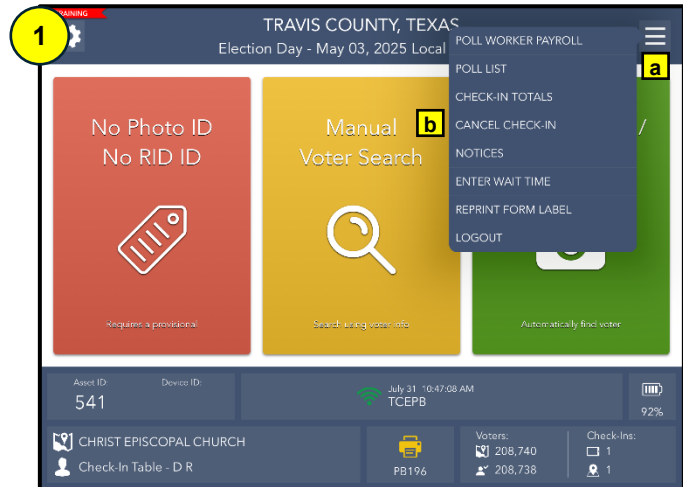 1
TRAINING
TRAVIS COUNTY, TEXAS
Election Day - May 03, 2025 Local
a
b
POLL WORKER PAYROLL
POLL LIST
CHECK-IN TOTALS
CANCEL CHECK-IN
NOTICES
ENTER WAIT TIME
REPRINT FORM LABEL
LOGOUT
No Photo ID
No RID ID
Requires a provisional
Manual
Voter Search
Search using voter info
/
Automatically find voter
Asset ID:
541
Device ID:
July 31 10:47:08 AM
TCEPB
92%
CHRIST EPISCOPAL CHURCH
Check-In Table - D R
PB196
Voters:
208,740
208,738
Check-Ins:
1
1